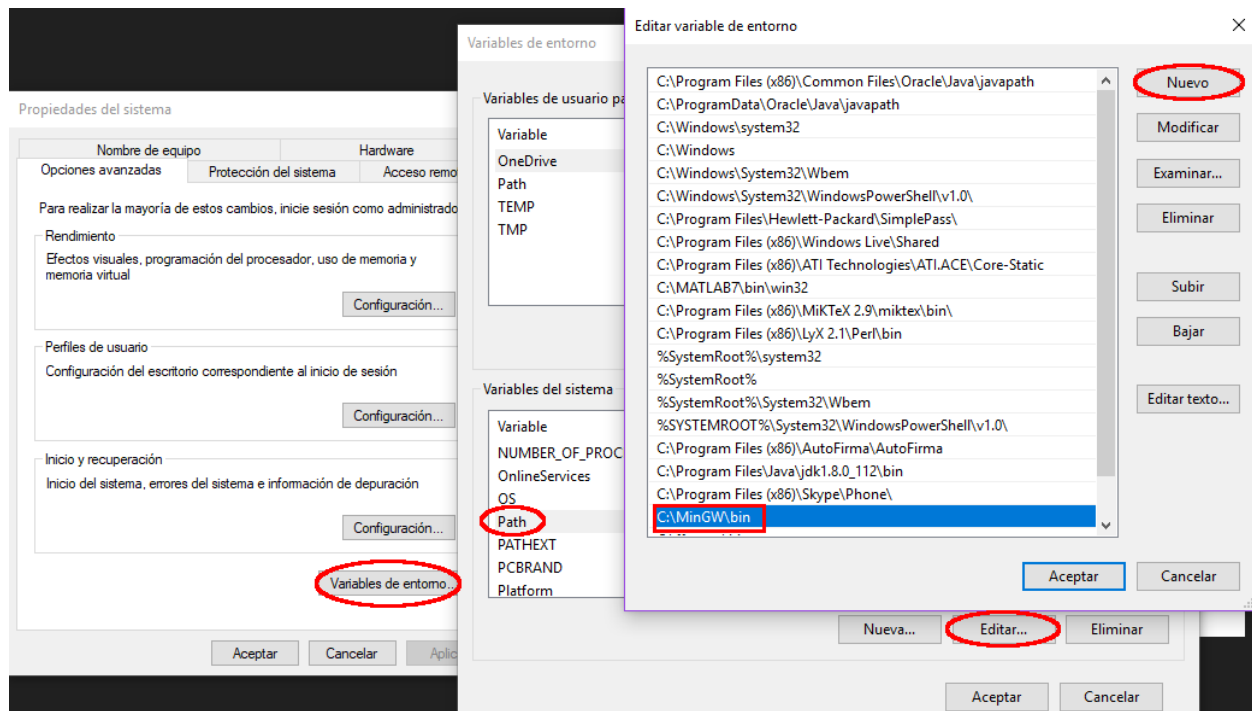 Propiedades del sistema
Nombre de equipo
Hardware
Opciones avanzadas
Protección del sistema
Acceso remo
Para realizar la mayoría de estos cambios, inicie sesión como administrado
Rendimiento
Efectos visuales, programación del procesador, uso de memoria y
memoria virtual
Configuración...
Perfiles de usuario
Configuración del escritorio correspondiente al inicio de sesión
Configuración...
Inicio y recuperación
Inicio del sistema, errores del sistema e información de depuración
Configuración...
Variables de entorno...
Aceptar
Cancelar
Aplic
Variables de entorno
Variables de usuario pa
Variable
OneDrive
Path
TEMP
TMP
Variables del sistema
Variable
NUMBER_OF_PROC
OnlineServices
OS
Path
PATHEXT
PCBRAND
Platform
Nueva...
Editar...
Eliminar
Aceptar
Cancelar
Editar variable de entorno
C:\Program Files (x86)\Common Files\Oracle\Java\javapath
C:\ProgramData\Oracle\Java\javapath
C:\Windows\system32
C:\Windows
C:\Windows\System32\Wbem
C:\Windows\System32\WindowsPowerShell\v1.0\
C:\Program Files\Hewlett-Packard\SimplePass\
C:\Program Files (x86)\Windows Live\Shared
C:\Program Files (x86)\ATI Technologies\ATI.ACE\Core-Static
C:\MATLAB7\bin\win32
C:\Program Files (x86)\MiKTeX 2.9\miktex\bin\
C:\Program Files (x86)\LyX 2.1\Perl\bin
%SystemRoot%\system32
%SystemRoot%
%SystemRoot%\System32\Wbem
%SYSTEMROOT%\System32\WindowsPowerShell\v1.0\
C:\Program Files (x86)\AutoFirma\AutoFirma
C:\Program Files\Java\jdk1.8.0_112\bin
C:\Program Files (x86)\Skype\Phone\
C:\MinGW\bin
Nuevo
Modificar
Examinar...
Eliminar
Subir
Bajar
Editar texto...
Aceptar
Cancelar